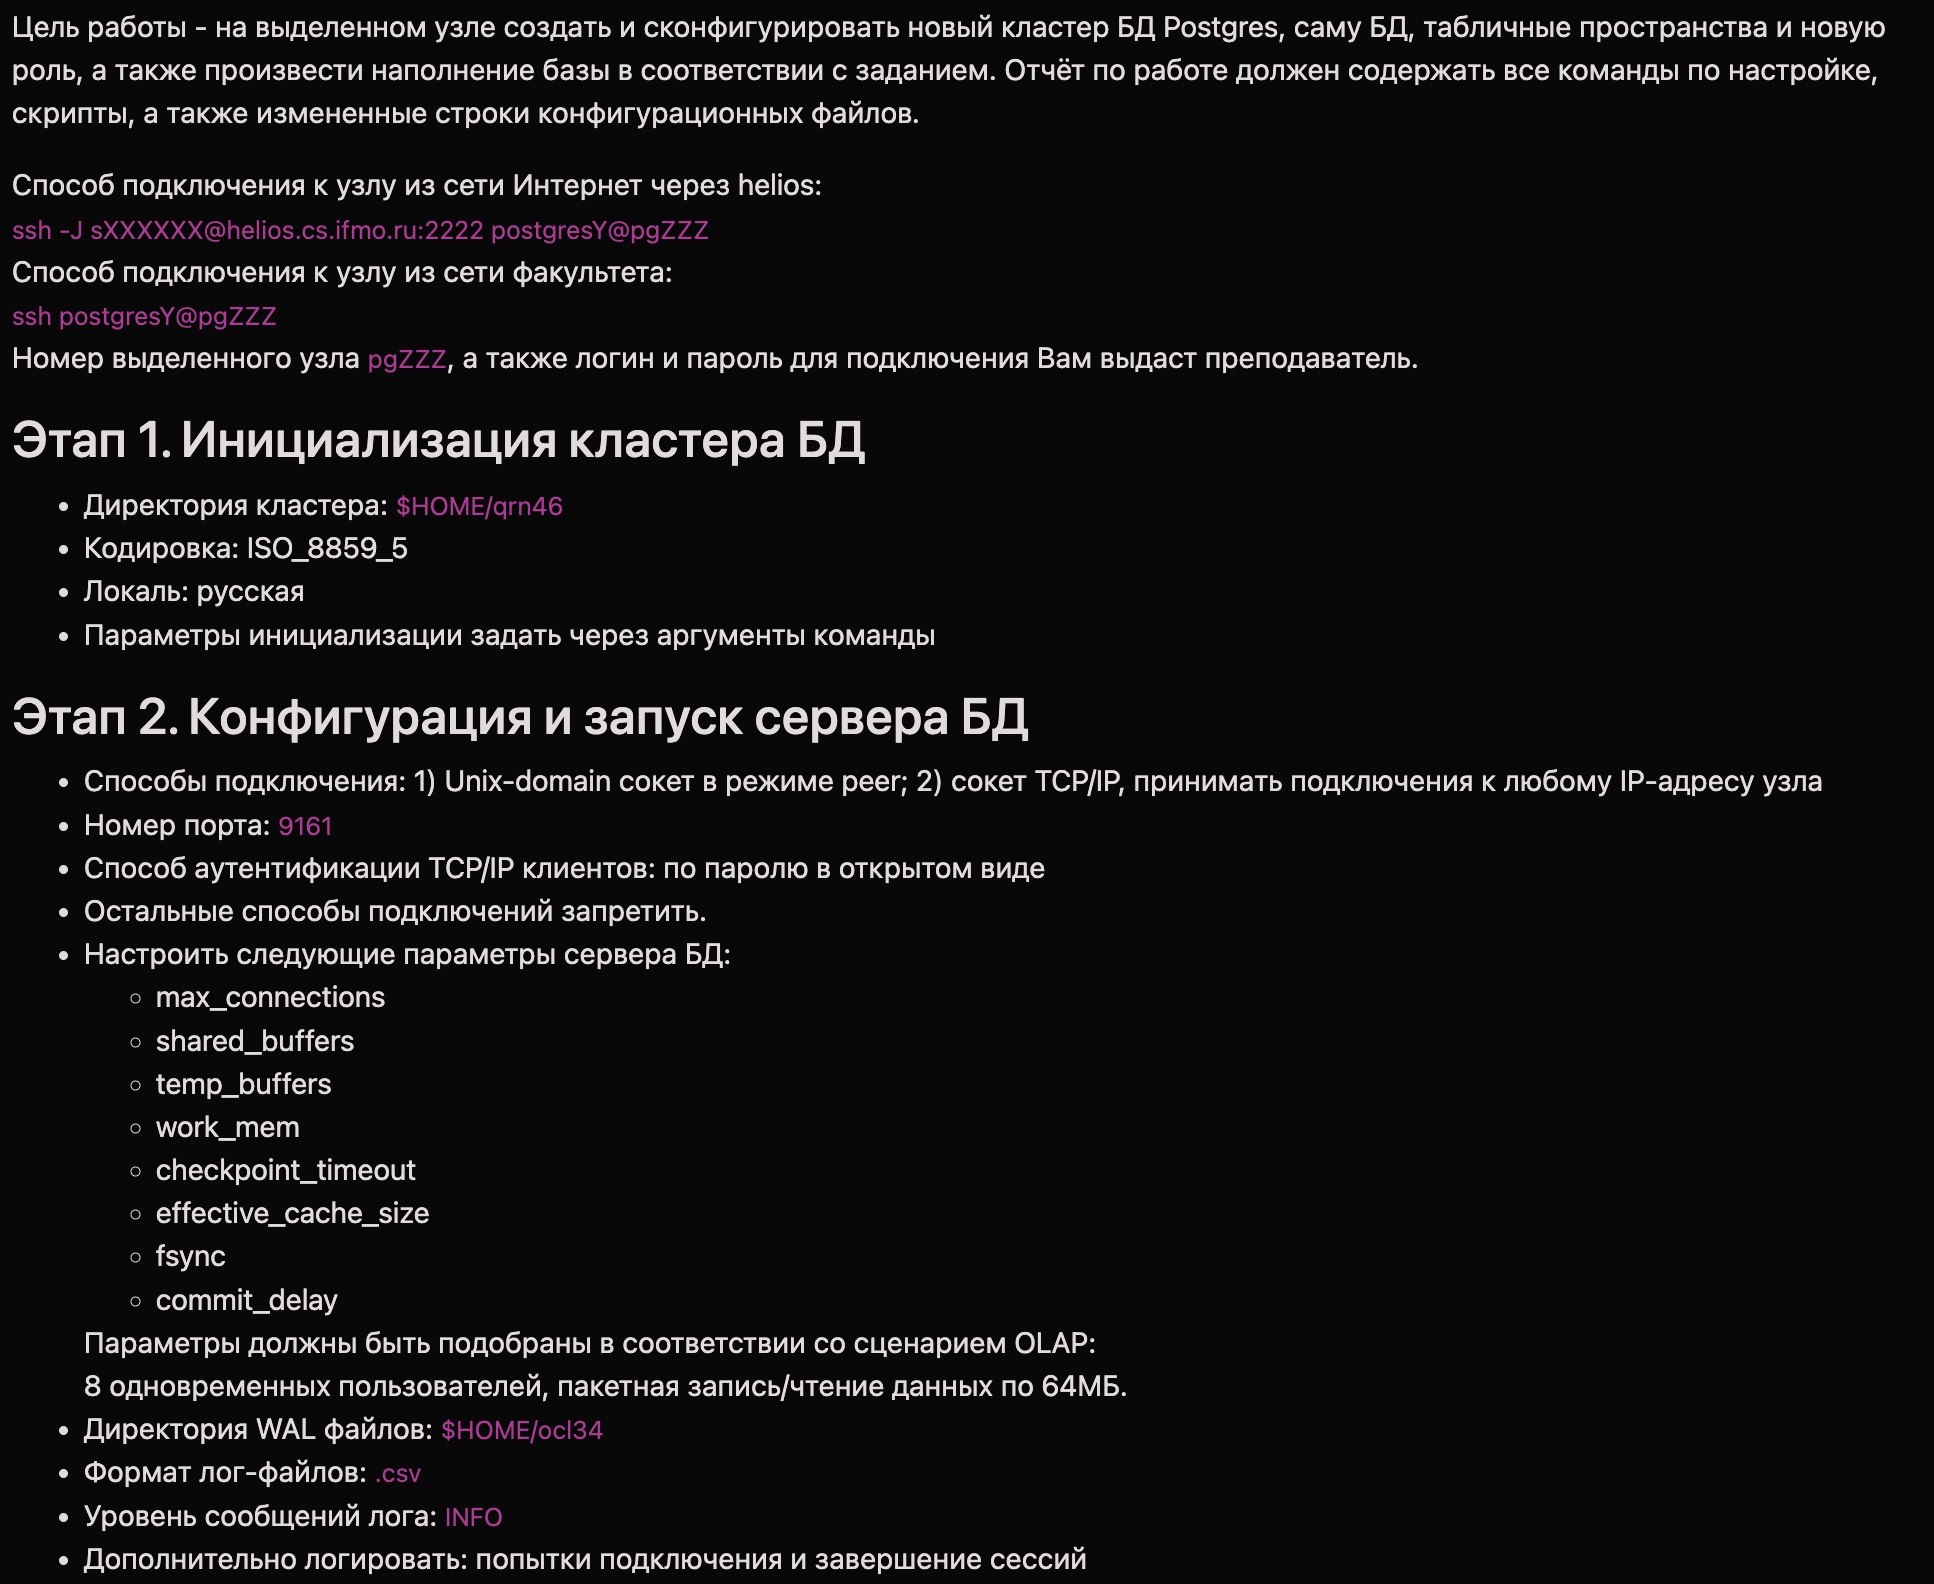 Цель работы - на выделенном узле создать и сконфигурировать новый кластер БД Postgres, саму БД, табличные пространства и новую
роль, а также произвести наполнение базы в соответствии с заданием. Отчёт по работе должен содержать все команды по настройке,
скрипты, а также измененные строки конфигурационных файлов.
Способ подключения к узлу из сети Интернет через helios:
ssh -J sXXXXXX@helios.cs.ifmo.ru:2222 postgresY@pgZZZ
Способ подключения к узлу из сети факультета:
ssh postgresY@pgZZZ
Номер выделенного узла pgZZZ, а также логин и пароль для подключения Вам выдаст преподаватель.
Этап 1. Инициализация кластера БД
• Директория кластера: $HOME/qrn46
• Кодировка: ISO_8859_5
• Локаль: русская
• Параметры инициализации задать через аргументы команды
Этап 2. Конфигурация и запуск сервера БД
• Способы подключения: 1) Unix-domain сокет в режиме peer; 2) сокет TCP/IP, принимать подключения к любому IP-адресу узла
• Номер порта: 9161
• Способ аутентификации TCP/IP клиентов: по паролю в открытом виде
• Остальные способы подключений запретить.
• Настроить следующие параметры сервера БД:
◦ max_connections
◦ shared_buffers
◦ temp_buffers
◦ work_mem
◦ checkpoint_timeout
◦ effective_cache_size
◦ fsync
◦ commit_delay
Параметры должны быть подобраны в соответствии со сценарием OLAP:
8 одновременных пользователей, пакетная запись/чтение данных по 64МБ.
• Директория WAL файлов: $HOME/ocl34
• Формат лог-файлов: .csv
• Уровень сообщений лога: INFO
• Дополнительно логировать: попытки подключения и завершение сессий